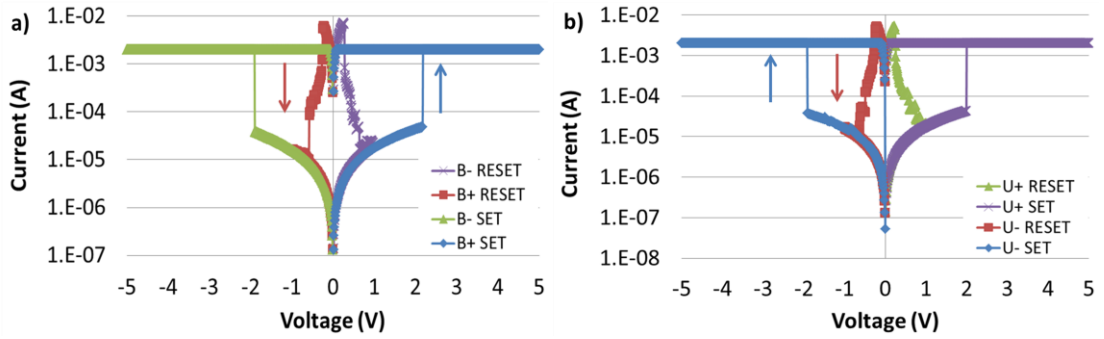 a)
1.E-02
1.E-03
1.E-04
1.E-05
1.E-06
1.E-07
Current (A)
B- RESET
B+ RESET
B- SET
B+ SET
-5 -4 -3 -2 -1 0 1 2 3 4 5
Voltage (V)
b)
1.E-02
1.E-03
1.E-04
1.E-05
1.E-06
1.E-07
1.E-08
Current (A)
U+ RESET
U+ SET
U- RESET
U- SET
-5 -4 -3 -2 -1 0 1 2 3 4 5
Voltage (V)